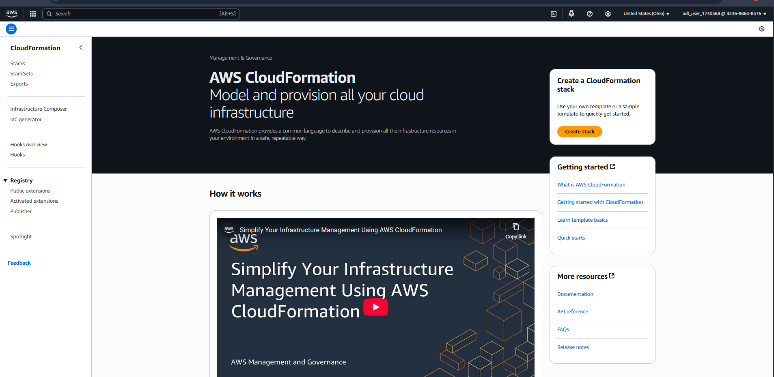 aws
Search
[Alt+S]
United States (Ohio)
CloudFormation
Stacks
StackSets
Exports
Infrastructure Composer
IaC generator
Hooks overview
Hooks
Registry
Public extensions
Activated extensions
Publisher
Spotlight
Feedback
Management & Governance
AWS CloudFormation
Model and provision all your cloud
infrastructure
AWS CloudFormation provides a common language to describe and provision all the infrastructure resources in
your environment in a safe, repeatable way.
Create a CloudFormation
stack
Use your own template or a sample
template to quickly get started.
Create stack
Getting started
What is AWS CloudFormation
Getting started with CloudFormation
Learn template basics
Quick starts
More resources
Documentation
API reference
FAQs
Release notes
How it works
aws
Simplify Your Infrastructure Management Using AWS CloudFormation
Copy link
aws
Simplify Your Infrastructure
Management Using AWS
CloudFormation
AWS Management and Governance